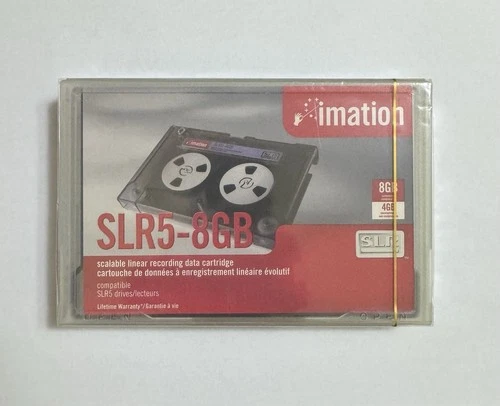 imation
imation
8GB
4GB
SLR5-8GB
SLR
scalable linear recording data cartridge
cartouche de données à enregistrement linéaire évolutif
compatible
SLR5 drives/lecteurs
Lifetime Warranty*/Garantie à vie